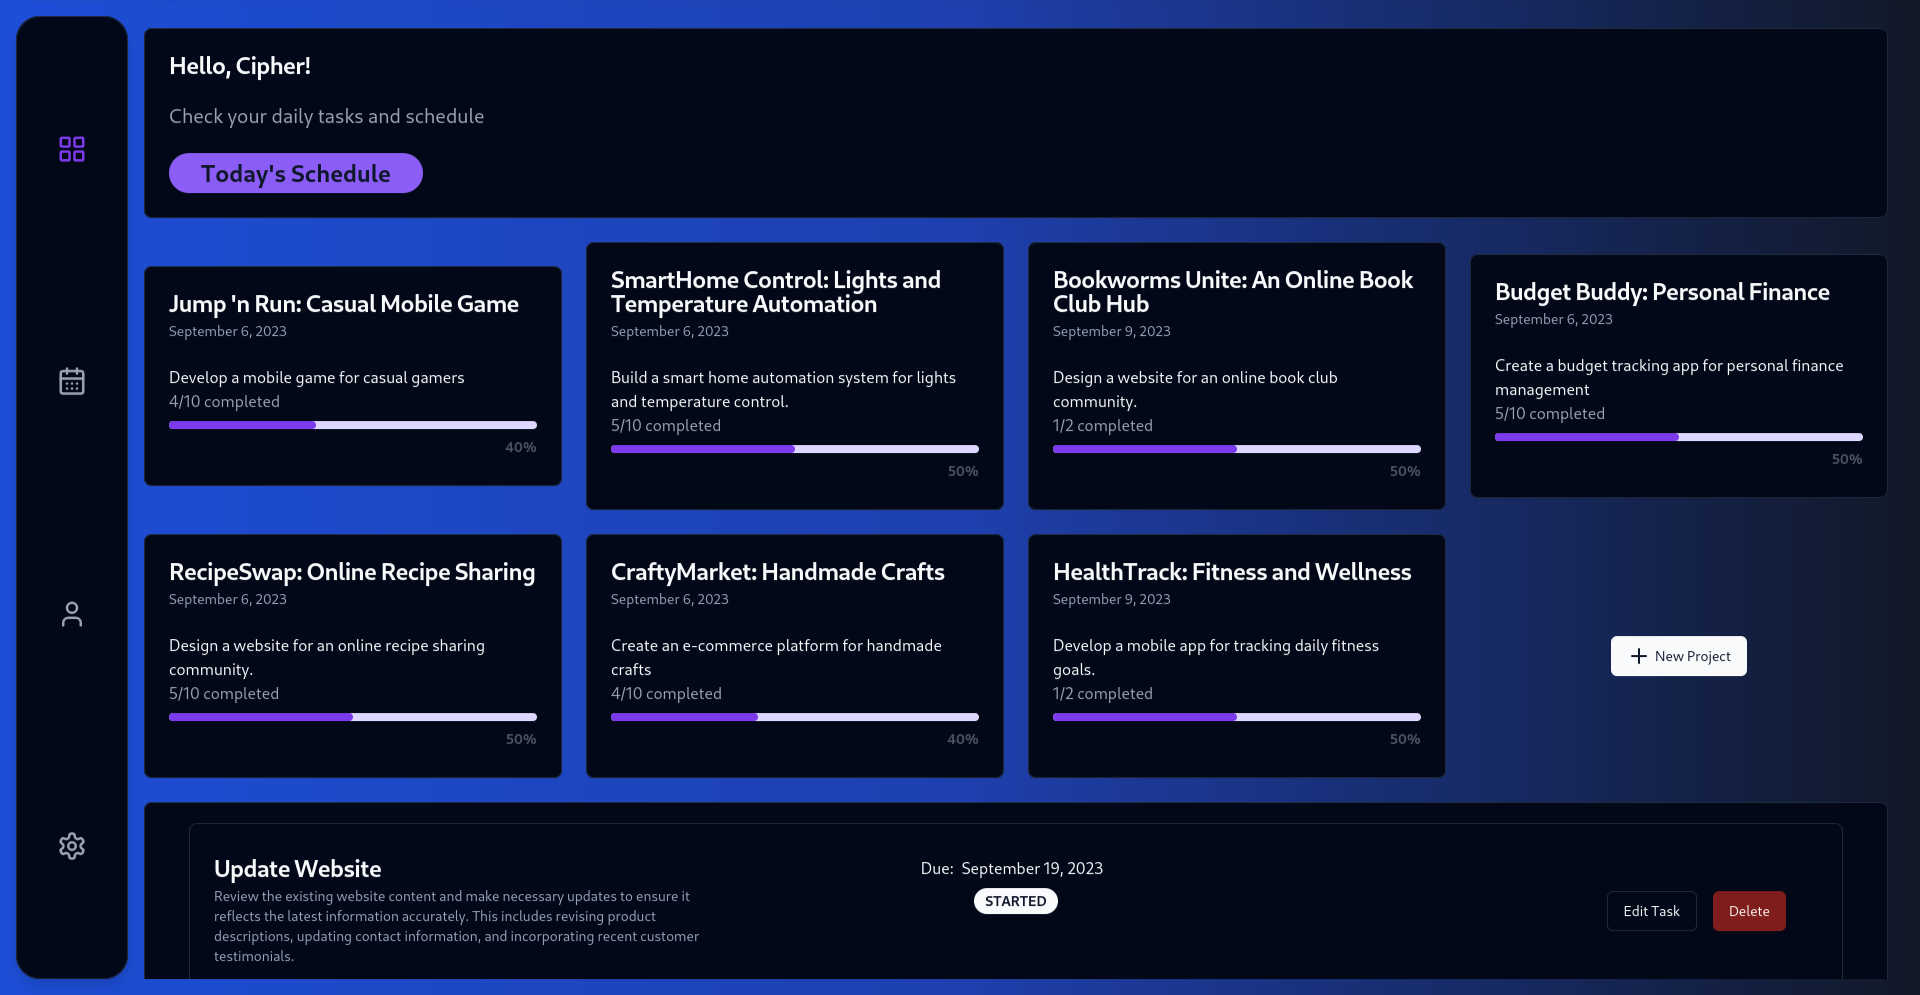 Hello, Cipher!
Check your daily tasks and schedule
Today's Schedule
Jump 'n Run: Casual Mobile Game
September 6, 2023
Develop a mobile game for casual gamers
4/10 completed
40%
SmartHome Control: Lights and
Temperature Automation
September 6, 2023
Build a smart home automation system for lights
and temperature control.
5/10 completed
50%
Bookworms Unite: An Online Book
Club Hub
September 9, 2023
Design a website for an online book club
community.
1/2 completed
50%
Budget Buddy: Personal Finance
September 6, 2023
Create a budget tracking app for personal finance
management
5/10 completed
50%
RecipeSwap: Online Recipe Sharing
September 6, 2023
Design a website for an online recipe sharing
community.
5/10 completed
50%
CraftyMarket: Handmade Crafts
September 6, 2023
Create an e-commerce platform for handmade
crafts
4/10 completed
40%
HealthTrack: Fitness and Wellness
September 9, 2023
Develop a mobile app for tracking daily fitness
goals.
1/2 completed
50%
New Project
Update Website
Review the existing website content and make necessary updates to ensure it
reflects the latest information accurately. This includes revising product
descriptions, updating contact information, and incorporating recent customer
testimonials.
Due: September 19, 2023
STARTED
Edit Task
Delete